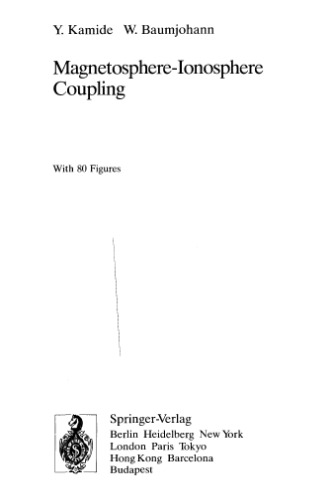 Y. Kamide W. Baumjohann
Magnetosphere-Ionosphere
Coupling
With 80 Figures
Springer-Verlag
Berlin Heidelberg New York
London Paris Tokyo
Hong Kong Barcelona
Budapest